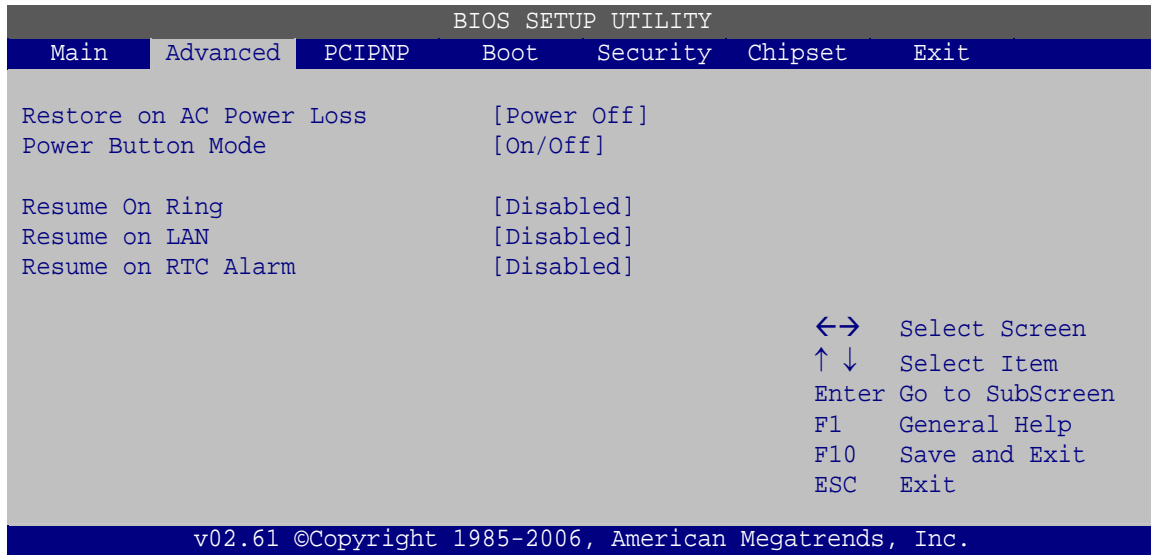 BIOS SETUP UTILITY
Main Advanced PCIPNP Boot Security Chipset Exit
Restore on AC Power Loss [Power Off]
Power Button Mode [On/Off]
Resume On Ring [Disabled]
Resume on LAN [Disabled]
Resume on RTC Alarm [Disabled]
←→ Select Screen
↑ ↓ Select Item
Enter Go to SubScreen
F1 General Help
F10 Save and Exit
ESC Exit
v02.61 ©Copyright 1985-2006, American Megatrends, Inc.